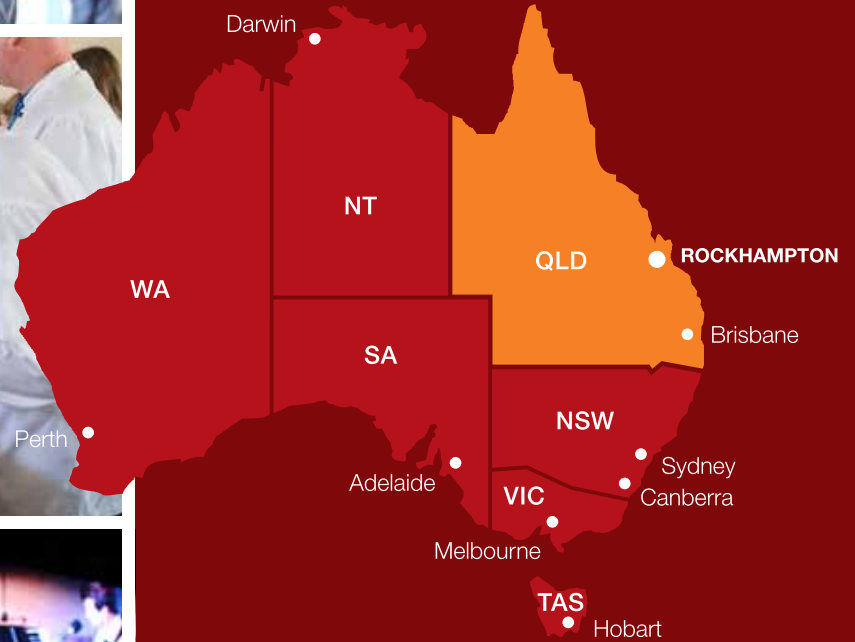 Darwin
NT
QLD
ROCKHAMPTON
WA
Brisbane
SA
NSW
Perth
Sydney
Adelaide
VIC
Canberra
Melbourne
TAS
Hobart